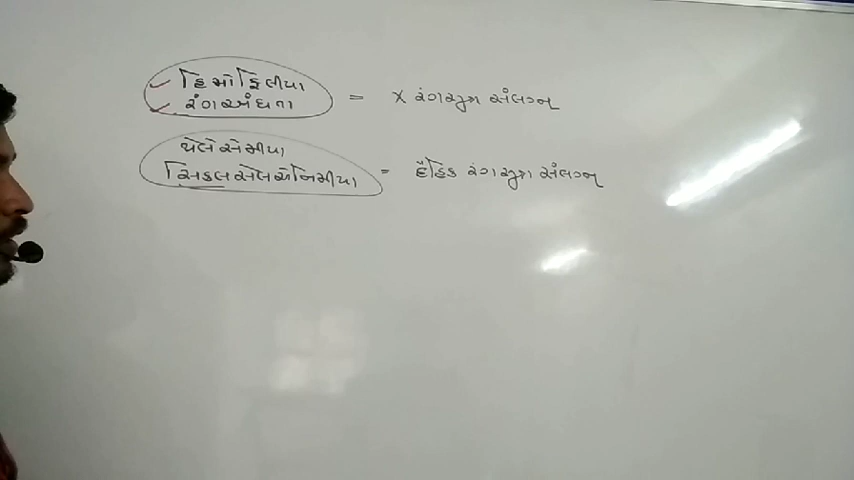 હિમોફિલીયા
રંગઅંધતા = X રંગસૂત્ર સંલગ્ન
થેલેસેમીયા
સિકલસેલએનિમીયા = દૈહિક રંગસૂત્ર સંલગ્ન